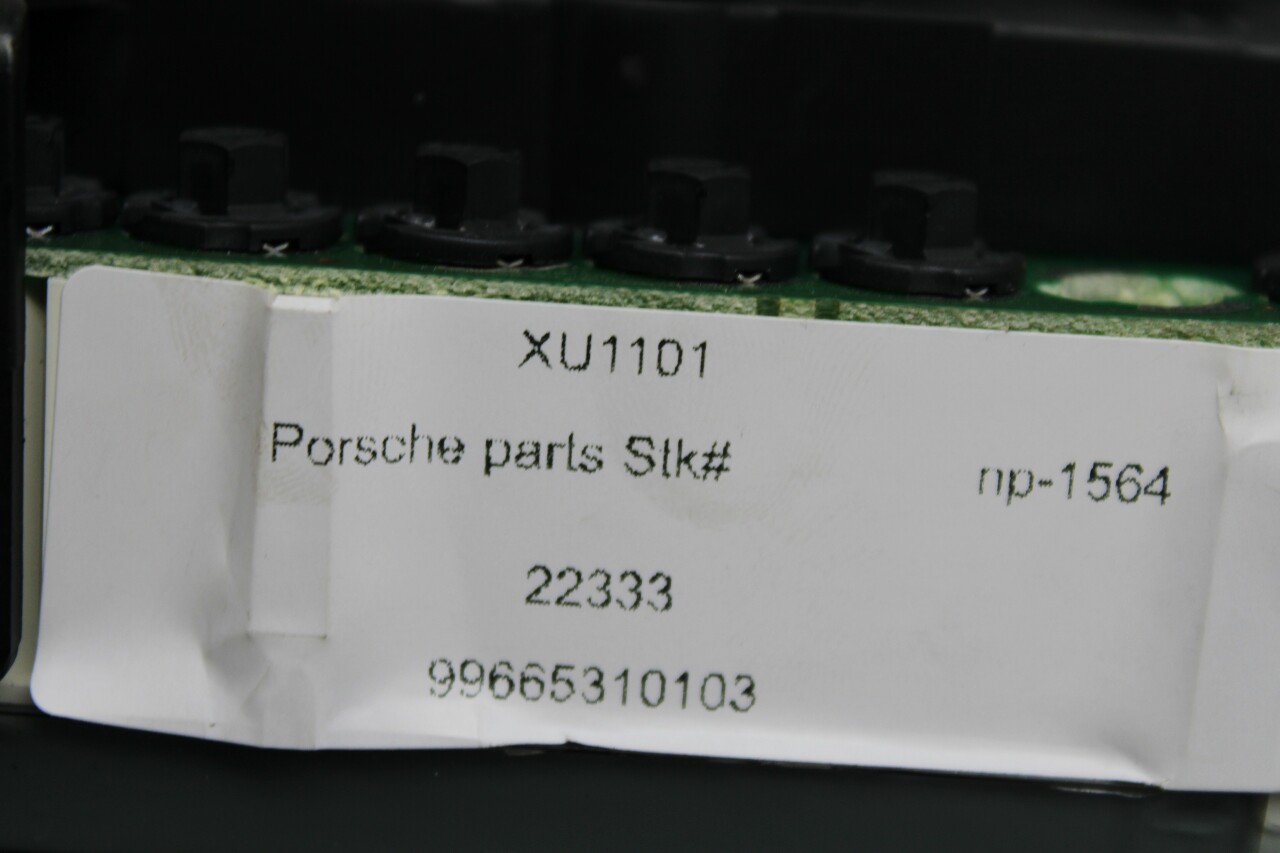 XU1101
Porsche parts Stk# np-1564
22333
99665310103